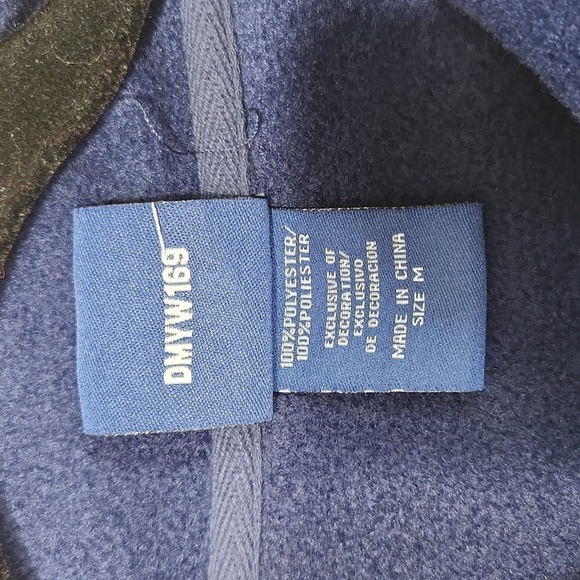 DMYW169
100%POLYESTER/
100%POLIESTER
EXCLUSIVE OF
DECORATION/
EXCLUSIVO
DE DECORACION
MADE IN CHINA
SIZE M